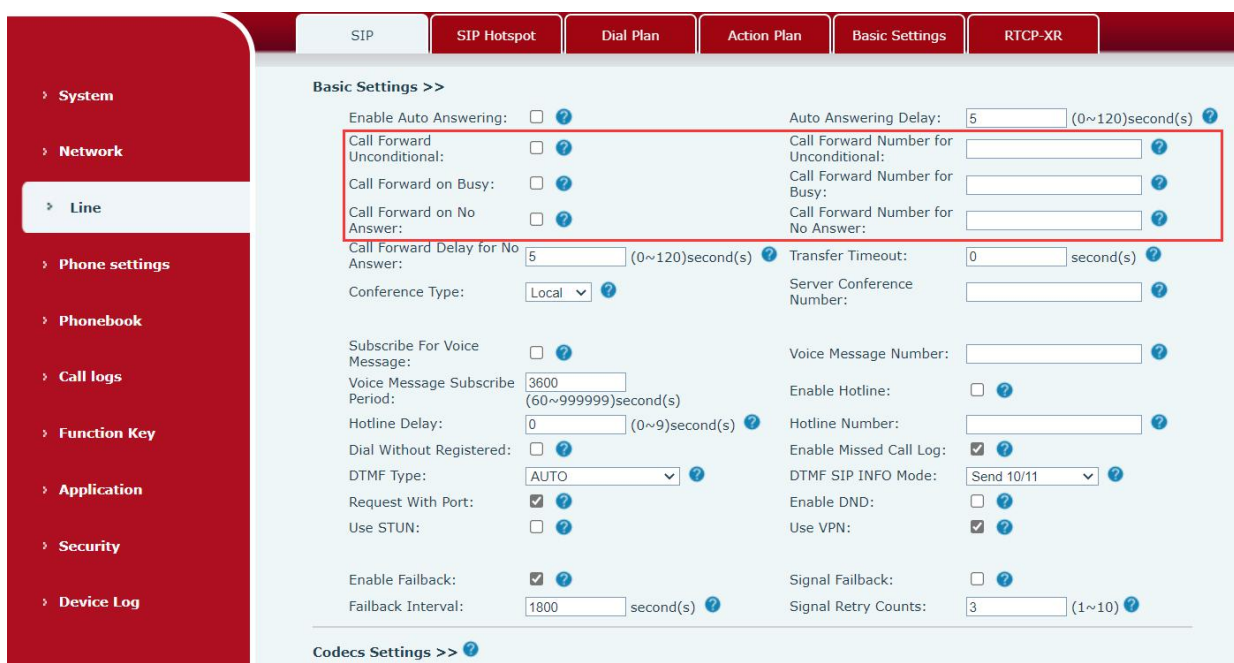 SIP
SIP Hotspot
Dial Plan
Action Plan
Basic Settings
RTCP-XR
System
Network
Line
Phone settings
Phonebook
Call logs
Function Key
Application
Security
Device Log
Basic Settings >>
Enable Auto Answering: ?
Auto Answering Delay: 5 (0~120)second(s) ?
Call Forward
Unconditional: ?
Call Forward Number for
Unconditional: ?
Call Forward on Busy: ?
Call Forward Number for
Busy: ?
Call Forward on No
Answer: ?
Call Forward Number for
No Answer: ?
Call Forward Delay for No
Answer: 5 (0~120)second(s) ?
Transfer Timeout: 0 second(s) ?
Conference Type: Local ?
Server Conference
Number: ?
Subscribe For Voice
Message: ?
Voice Message Number: ?
Voice Message Subscribe
Period: 3600
(60~999999)second(s)
Enable Hotline: ?
Hotline Delay: 0 (0~9)second(s) ?
Hotline Number: ?
Dial Without Registered: ?
Enable Missed Call Log: ?
DTMF Type: AUTO ?
DTMF SIP INFO Mode: Send 10/11 ?
Request With Port: ?
Enable DND: ?
Use STUN: ?
Use VPN: ?
Enable Failback: ?
Signal Failback: ?
Failback Interval: 1800 second(s) ?
Signal Retry Counts: 3 (1~10) ?
Codecs Settings >> ?